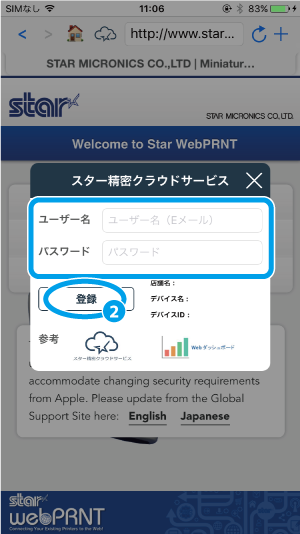 SIMなし 11:06 83%
http://www.star...
STAR MICRONICS CO.,LTD | Miniatur...
star
STAR MICRONICS CO.,LTD.
Welcome to Star WebPRNT
スター精密クラウドサービス
ユーザー名 ユーザー名（Eメール）
パスワード パスワード
登録
2
店舗名：
デバイス名：
デバイスID：
参考
スター精密クラウドサービス
Web ダッシュボード
accommodate changing security requirements
from Apple. Please update from the Global
Support Site here: English Japanese
star
webPRNT
Connecting Your Existing Printers to the Web!